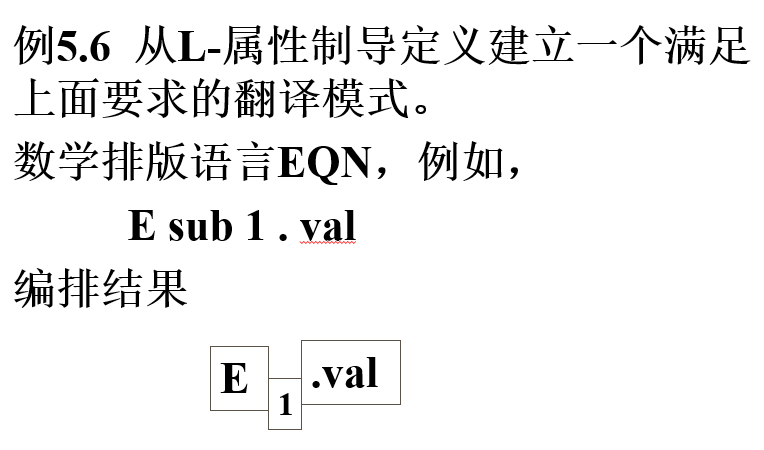 例5.6 从L-属性制导定义建立一个满足
上面要求的翻译模式。
数学排版语言EQN，例如，
E sub 1 . val
编排结果
E 1 .val